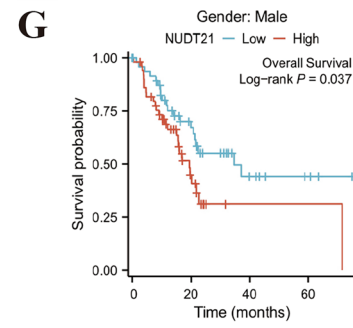 G
Gender: Male
NUDT21 Low High
Overall Survival
Log-rank P = 0.037
Survival probability
1.00
0.75
0.50
0.25
0.00
0 20 40 60
Time (months)